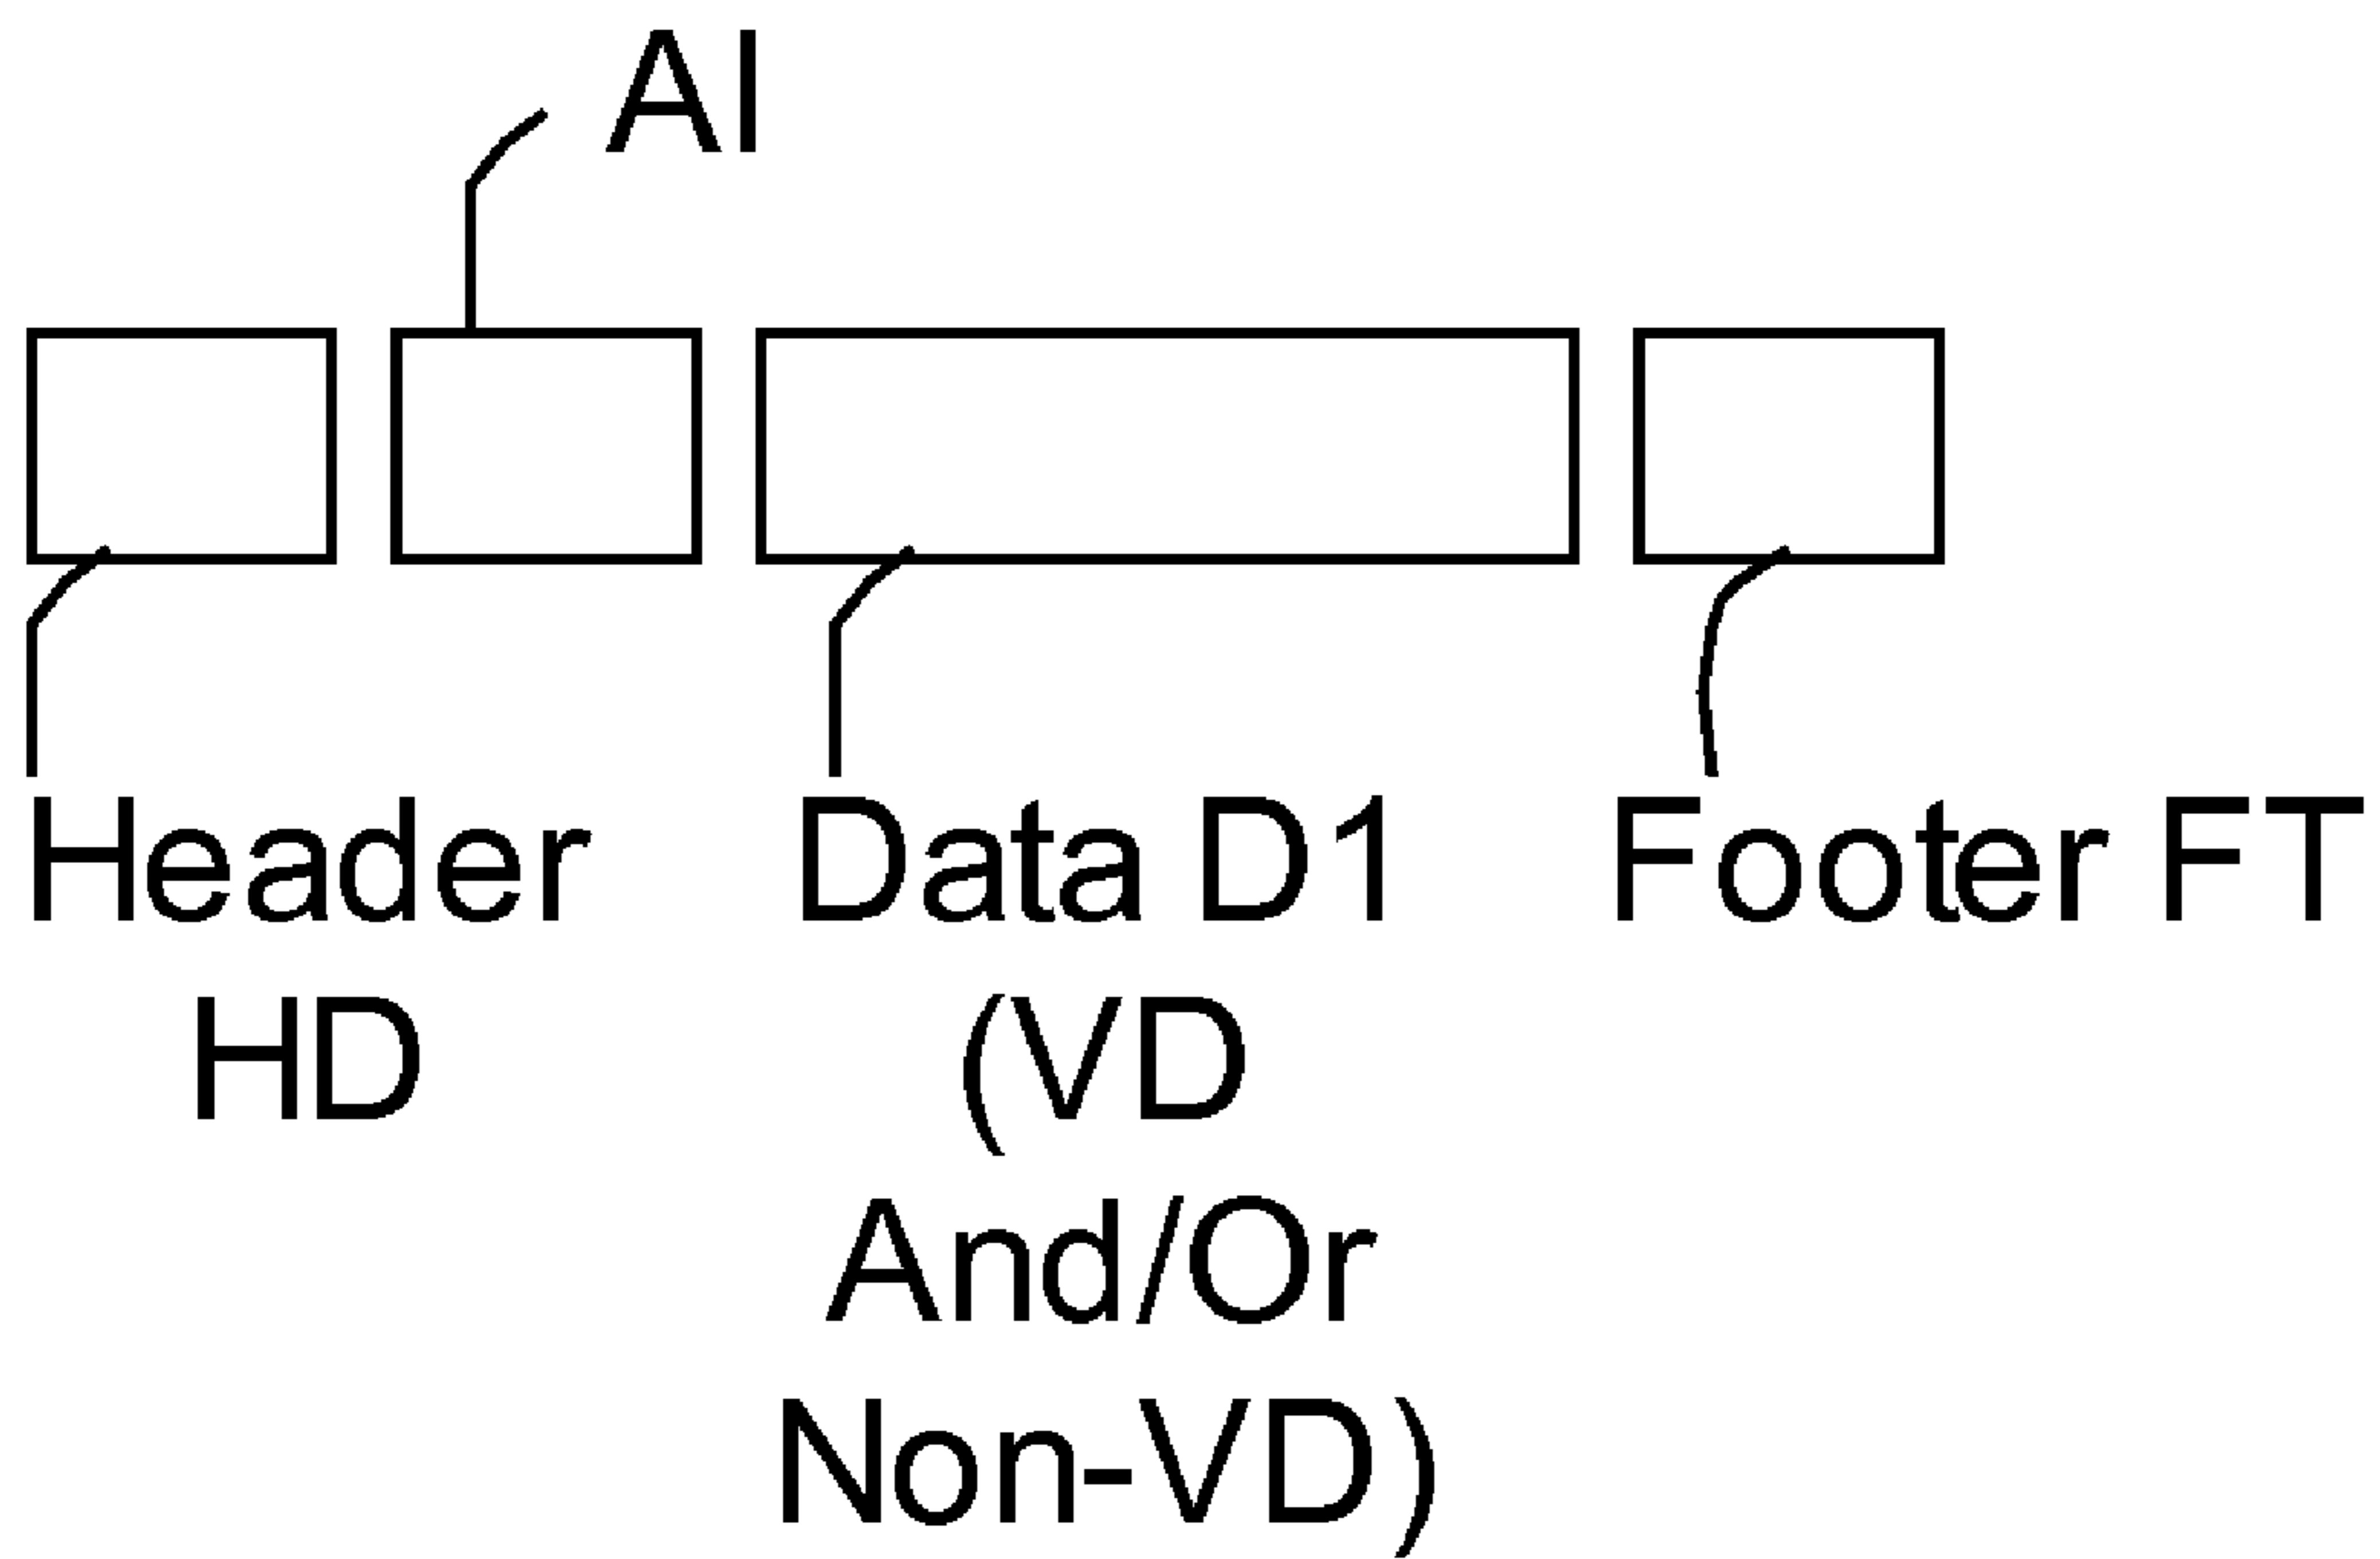 AI
Header
HD
Data D1
(VD
And/Or
Non-VD)
Footer FT